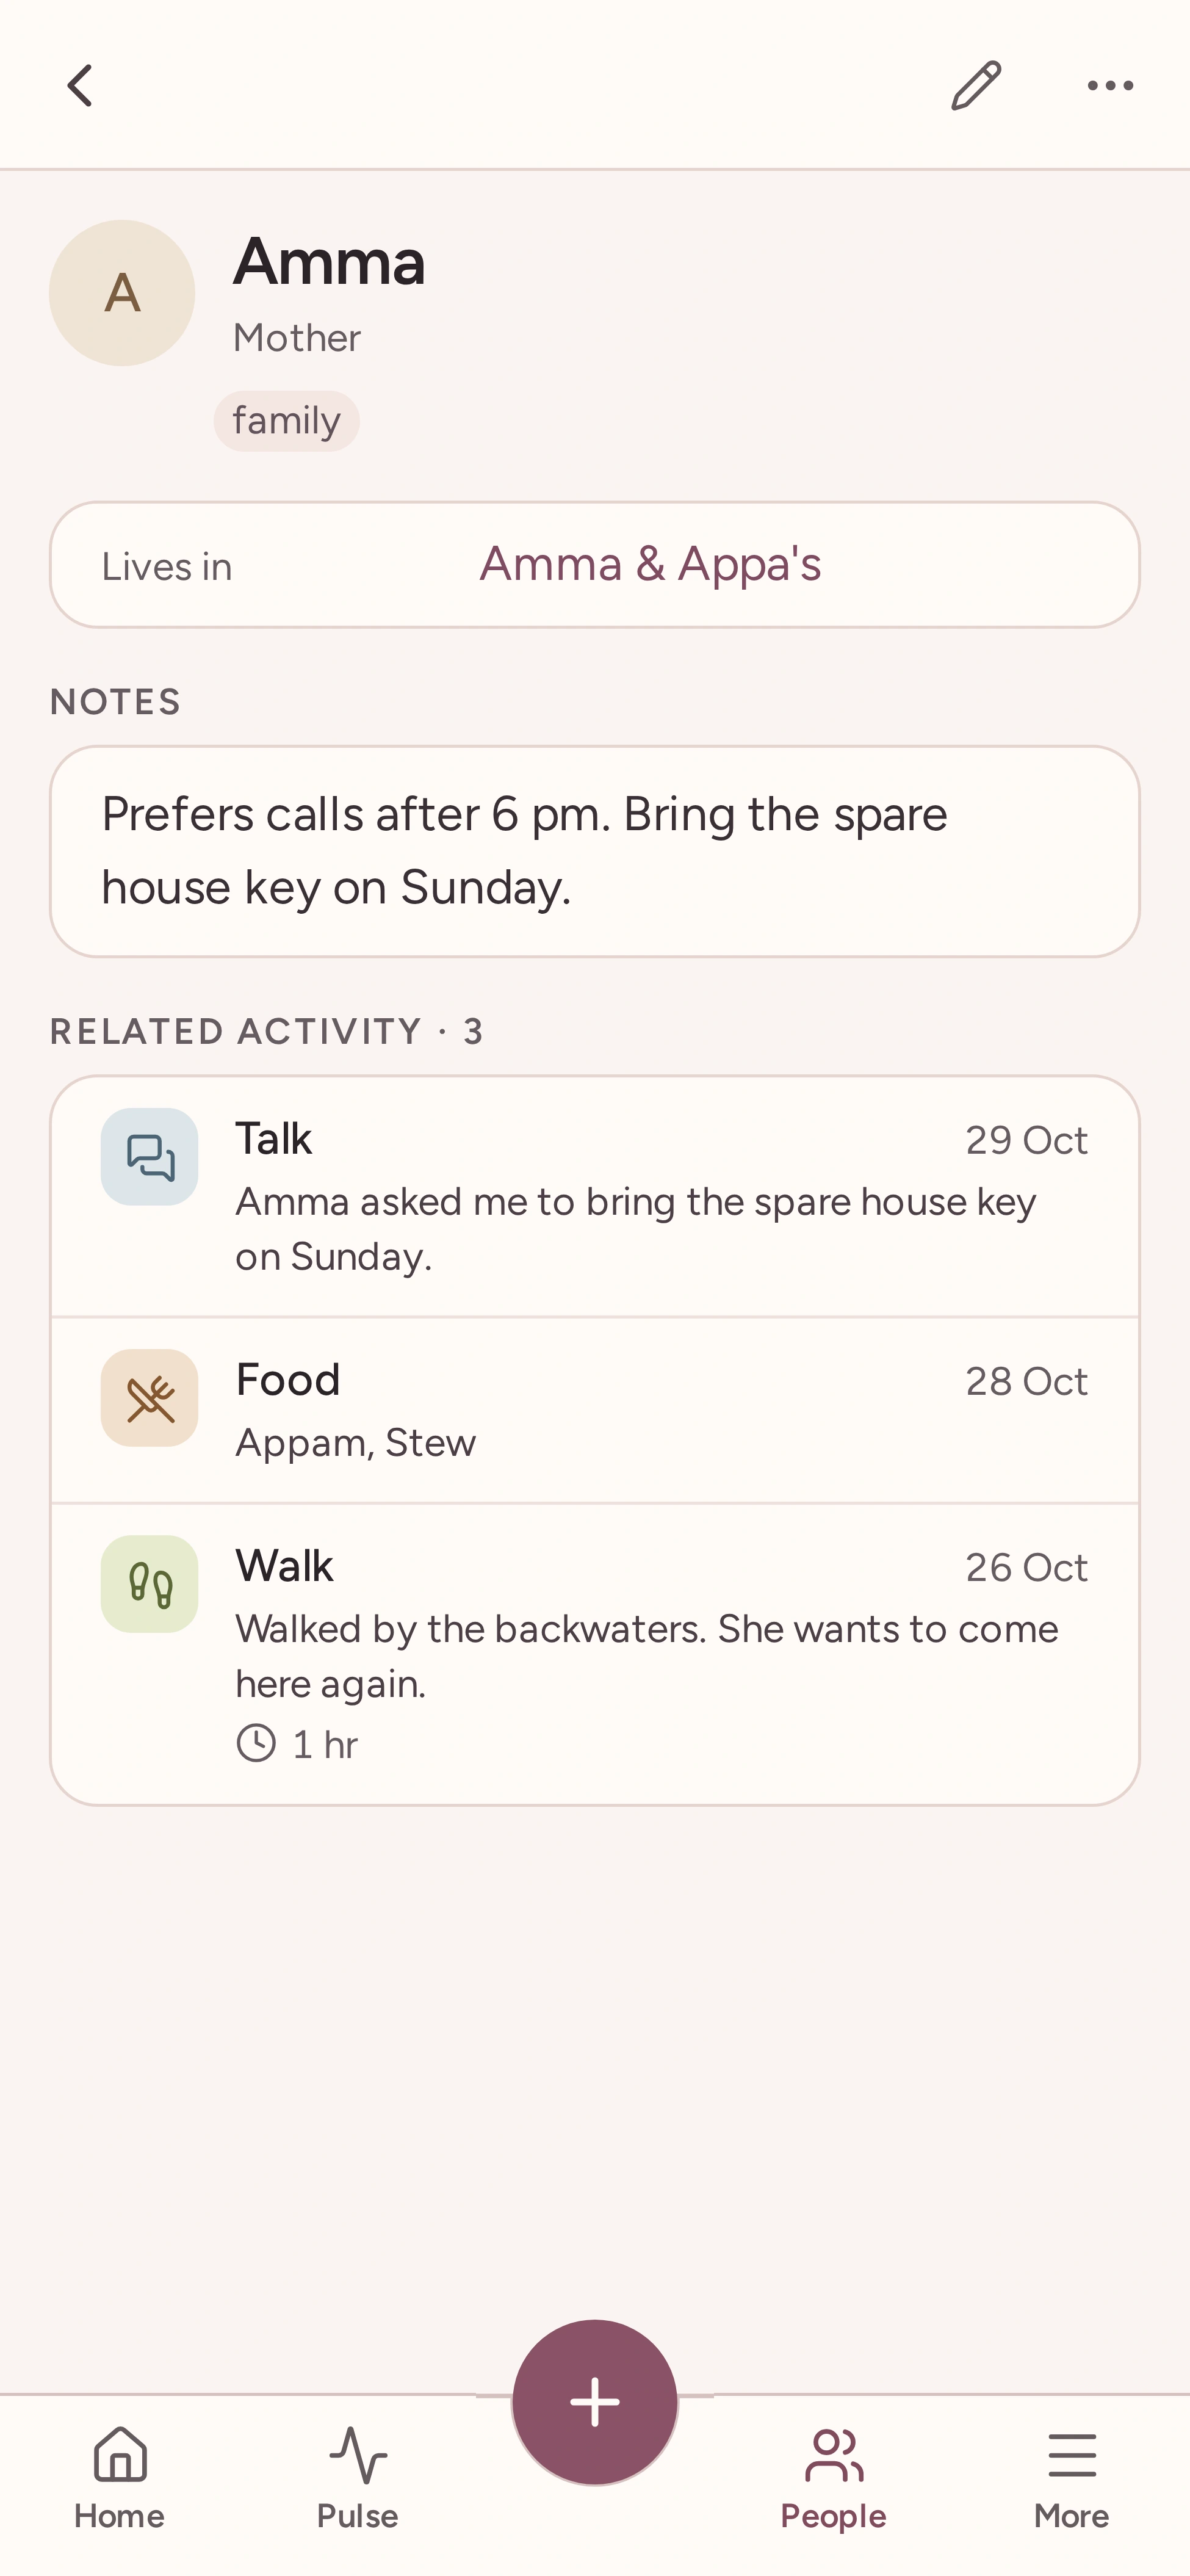 A
Amma
Mother
family
Lives in
Amma & Appa's
NOTES
Prefers calls after 6 pm. Bring the spare
house key on Sunday.
RELATED ACTIVITY · 3
Talk
29 Oct
Amma asked me to bring the spare house key
on Sunday.
Food
28 Oct
Appam, Stew
Walk
26 Oct
Walked by the backwaters. She wants to come
here again.
1 hr
Home
Pulse
People
More